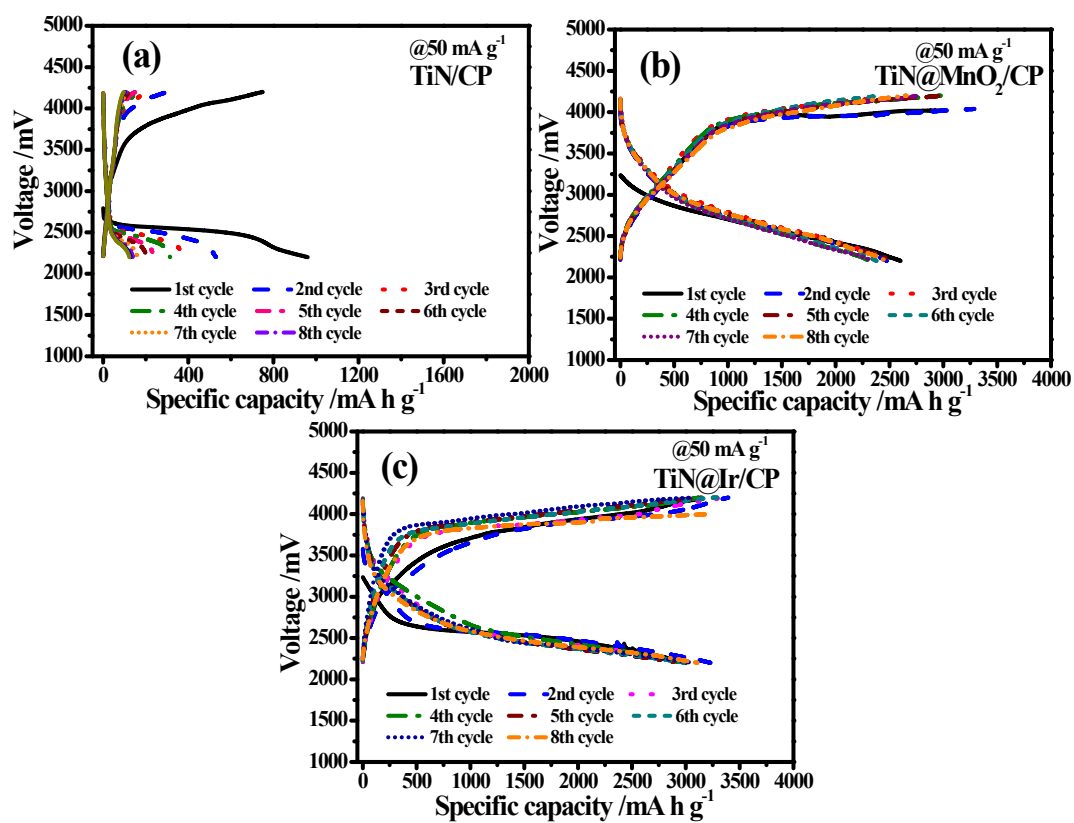 (a)
@50 mA g-1
TiN/CP
5000
4500
4000
3500
3000
2500
2000
1500
1000
Voltage /mV
1st cycle 2nd cycle 3rd cycle
4th cycle 5th cycle 6th cycle
7th cycle 8th cycle
0 400 800 1200 1600 2000
Specific capacity /mA h g-1
(b)
@50 mA g-1
TiN@MnO2/CP
5000
4500
4000
3500
3000
2500
2000
1500
1000
Voltage /mV
1st cycle 2nd cycle 3rd cycle
4th cycle 5th cycle 6th cycle
7th cycle 8th cycle
0 500 1000 1500 2000 2500 3000 3500 4000
Specific capacity /mA h g-1
(c)
@50 mA g-1
TiN@Ir/CP
5000
4500
4000
3500
3000
2500
2000
1500
1000
Voltage /mV
1st cycle 2nd cycle 3rd cycle
4th cycle 5th cycle 6th cycle
7th cycle 8th cycle
0 500 1000 1500 2000 2500 3000 3500 4000
Specific capacity /mA h g-1